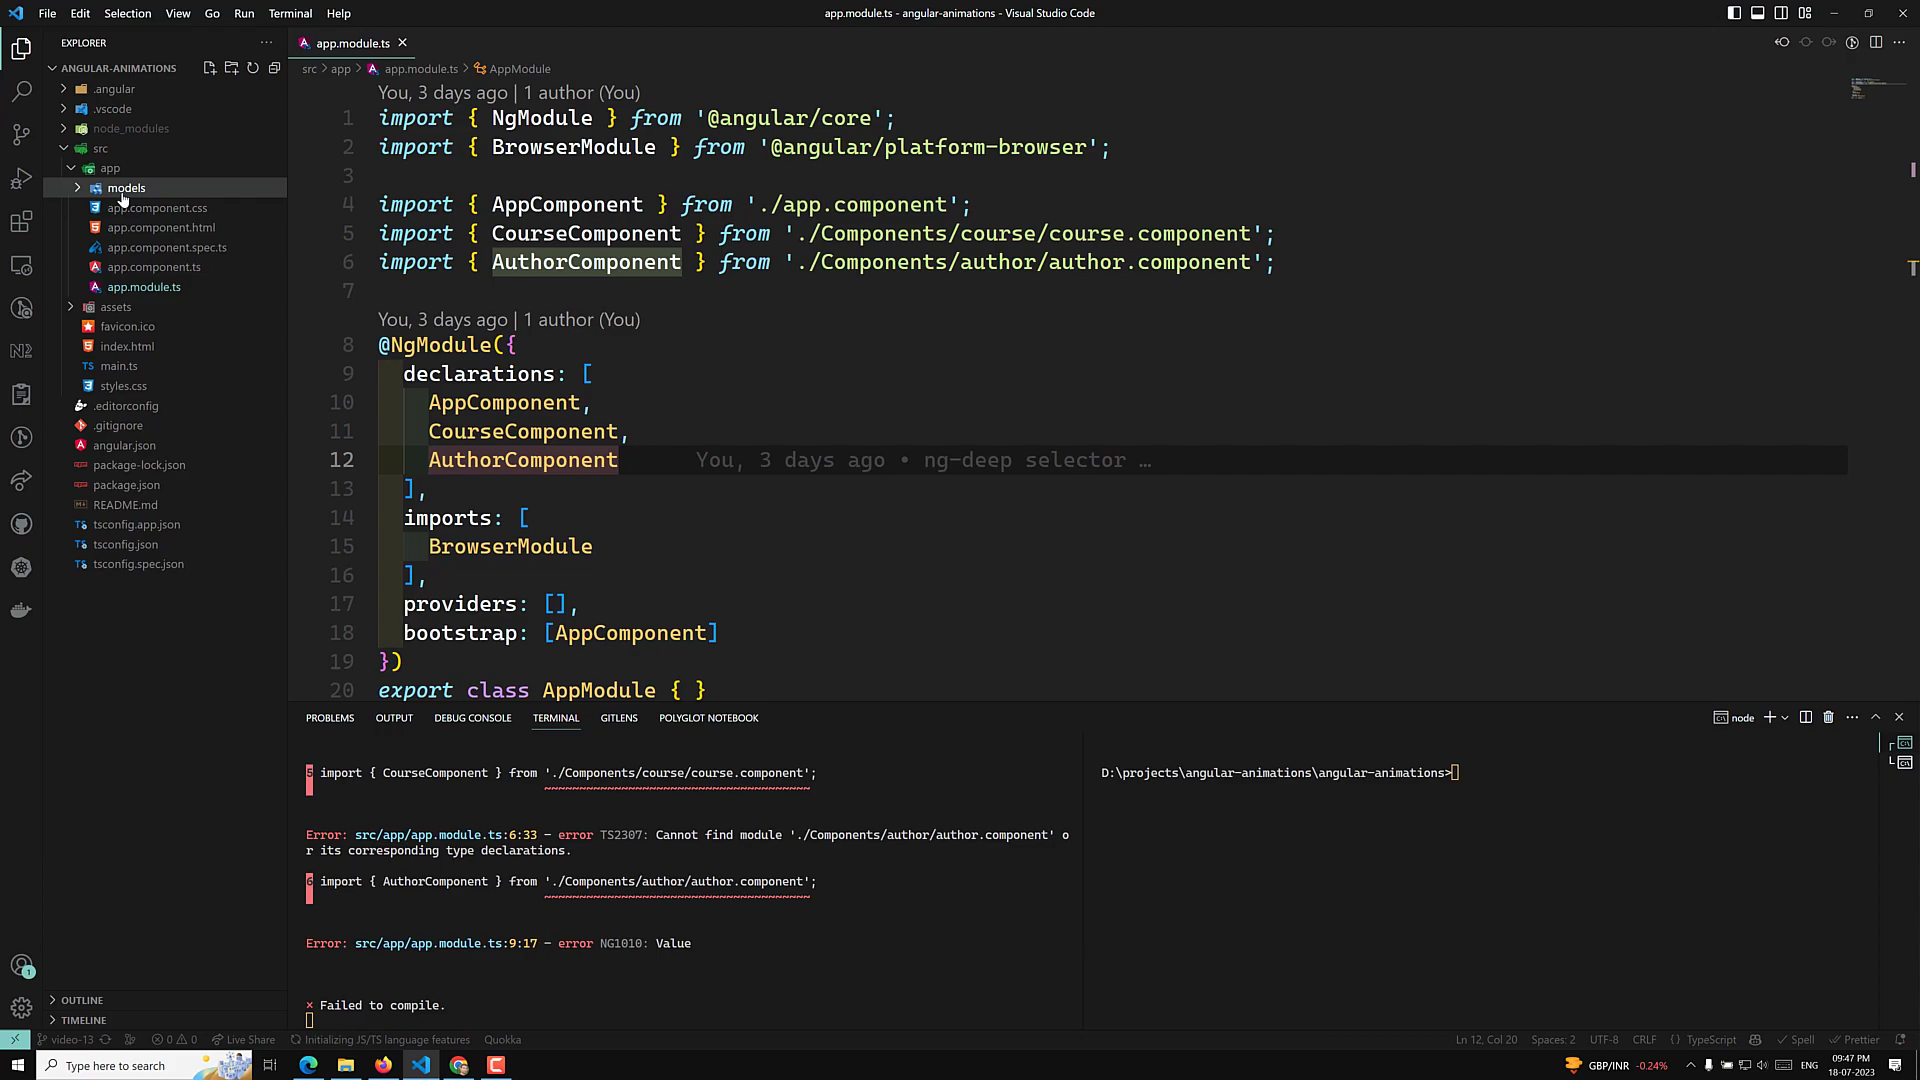 File Edit Selection View Go Run Terminal Help
app.module.ts - angular-animations - Visual Studio Code
EXPLORER
ANGULAR-ANIMATIONS
.angular
.vscode
node_modules
src
app
models
app.component.css
app.component.html
app.component.spec.ts
app.component.ts
app.module.ts
assets
favicon.ico
index.html
TS main.ts
styles.css
.editorconfig
.gitignore
angular.json
package-lock.json
package.json
README.md
tsconfig.app.json
tsconfig.json
tsconfig.spec.json
OUTLINE
TIMELINE
app.module.ts
src > app > app.module.ts > AppModule
You, 3 days ago | 1 author (You)
1 import { NgModule } from '@angular/core';
2 import { BrowserModule } from '@angular/platform-browser';
3
4 import { AppComponent } from './app.component';
5 import { CourseComponent } from './Components/course/course.component';
6 import { AuthorComponent } from './Components/author/author.component';
7
You, 3 days ago | 1 author (You)
8 @NgModule({
9 declarations: [
10 AppComponent,
11 CourseComponent,
12 AuthorComponent You, 3 days ago • ng-deep selector …
13 ],
14 imports: [
15 BrowserModule
16 ],
17 providers: [],
18 bootstrap: [AppComponent]
19 })
20 export class AppModule { }
PROBLEMS OUTPUT DEBUG CONSOLE TERMINAL GITLENS POLYGLOT NOTEBOOK
node
5 import { CourseComponent } from './Components/course/course.component';
~~~~~~~~~~~~~~~~~~~~~~~~~~~~~~~~~~~~~~
Error: src/app/app.module.ts:6:33 - error TS2307: Cannot find module './Components/author/author.component' o
r its corresponding type declarations.
6 import { AuthorComponent } from './Components/author/author.component';
~~~~~~~~~~~~~~~~~~~~~~~~~~~~~~~~~~~~~~
Error: src/app/app.module.ts:9:17 - error NG1010: Value
× Failed to compile.
D:\projects\angular-animations\angular-animations>
video-13 0 0 Live Share Initializing JS/TS language features Quokka
Ln 12, Col 20 Spaces: 2 UTF-8 CRLF { } TypeScript Spell Prettier
Type here to search
GBP/INR -0.24% ENG
09:47 PM
18-07-2023